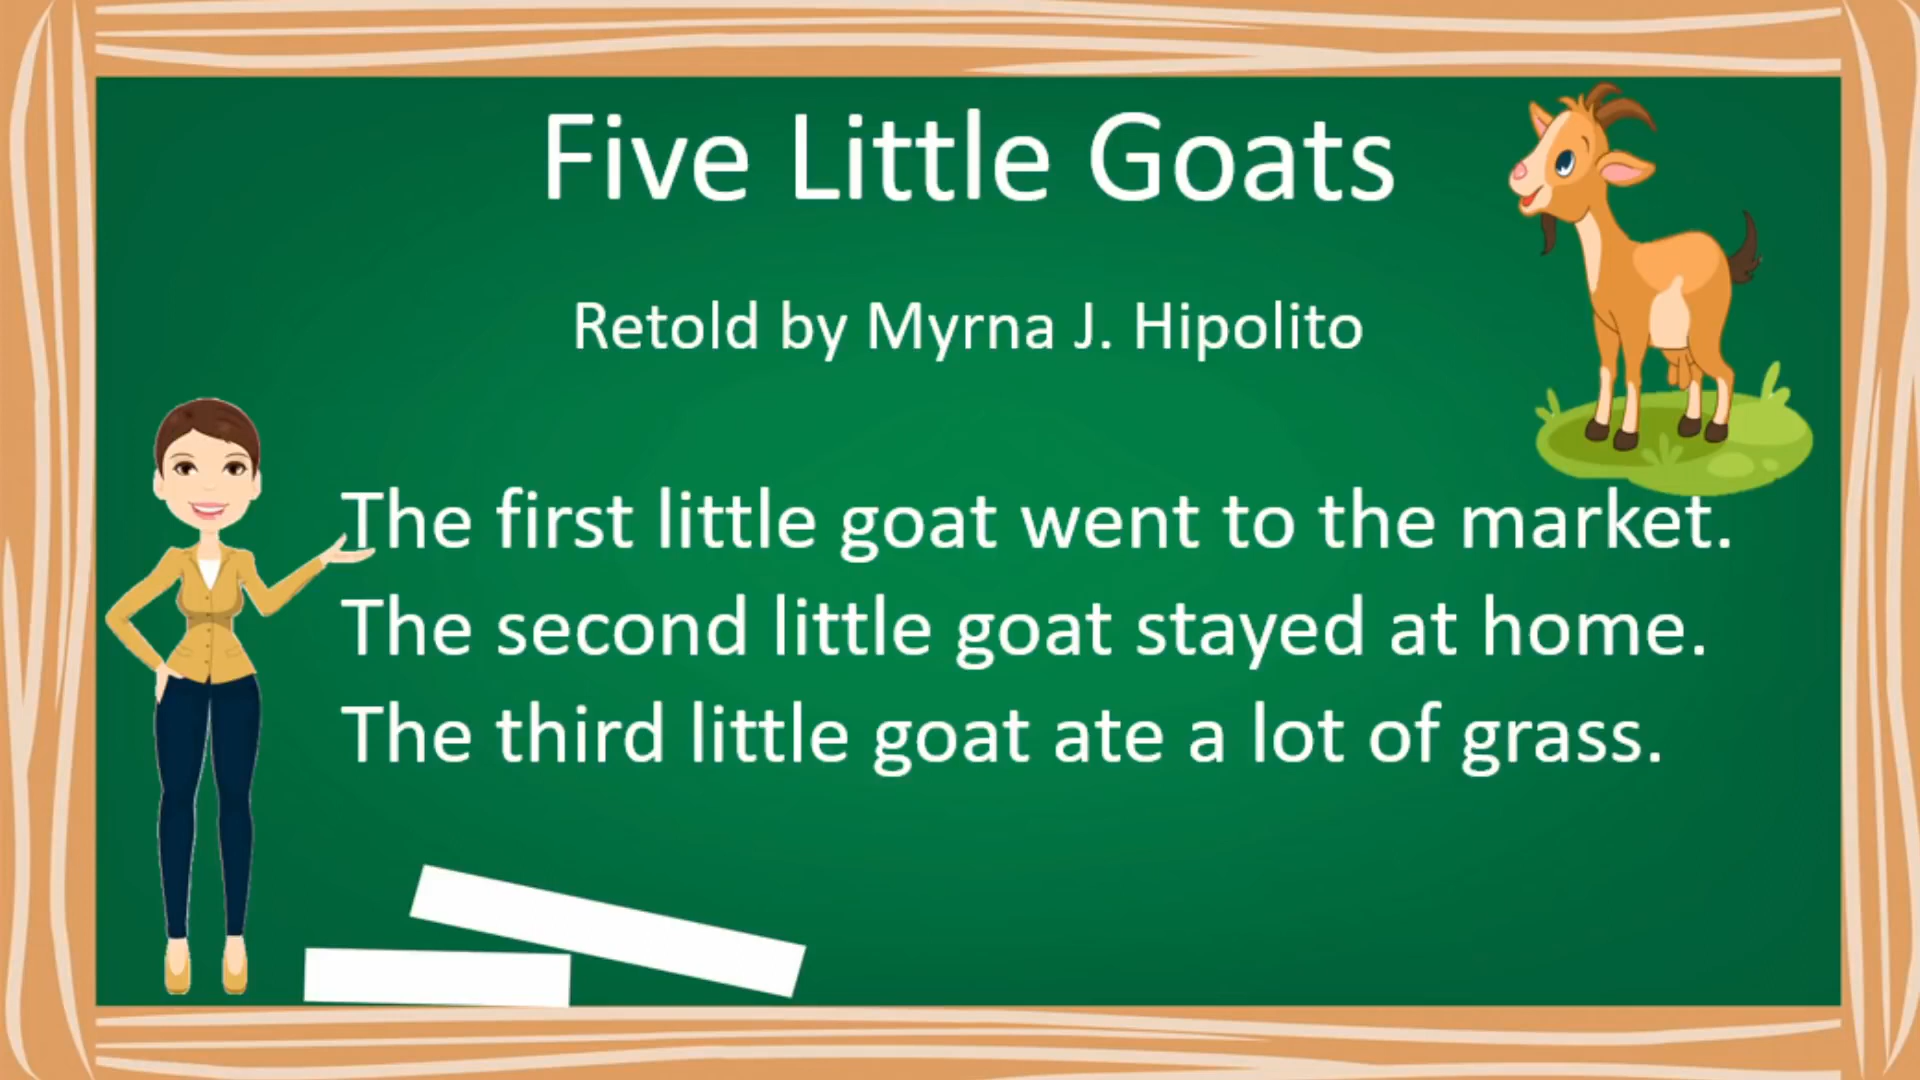 Five Little Goats
Retold by Myrna J. Hipolito
The first little goat went to the market.
The second little goat stayed at home.
The third little goat ate a lot of grass.